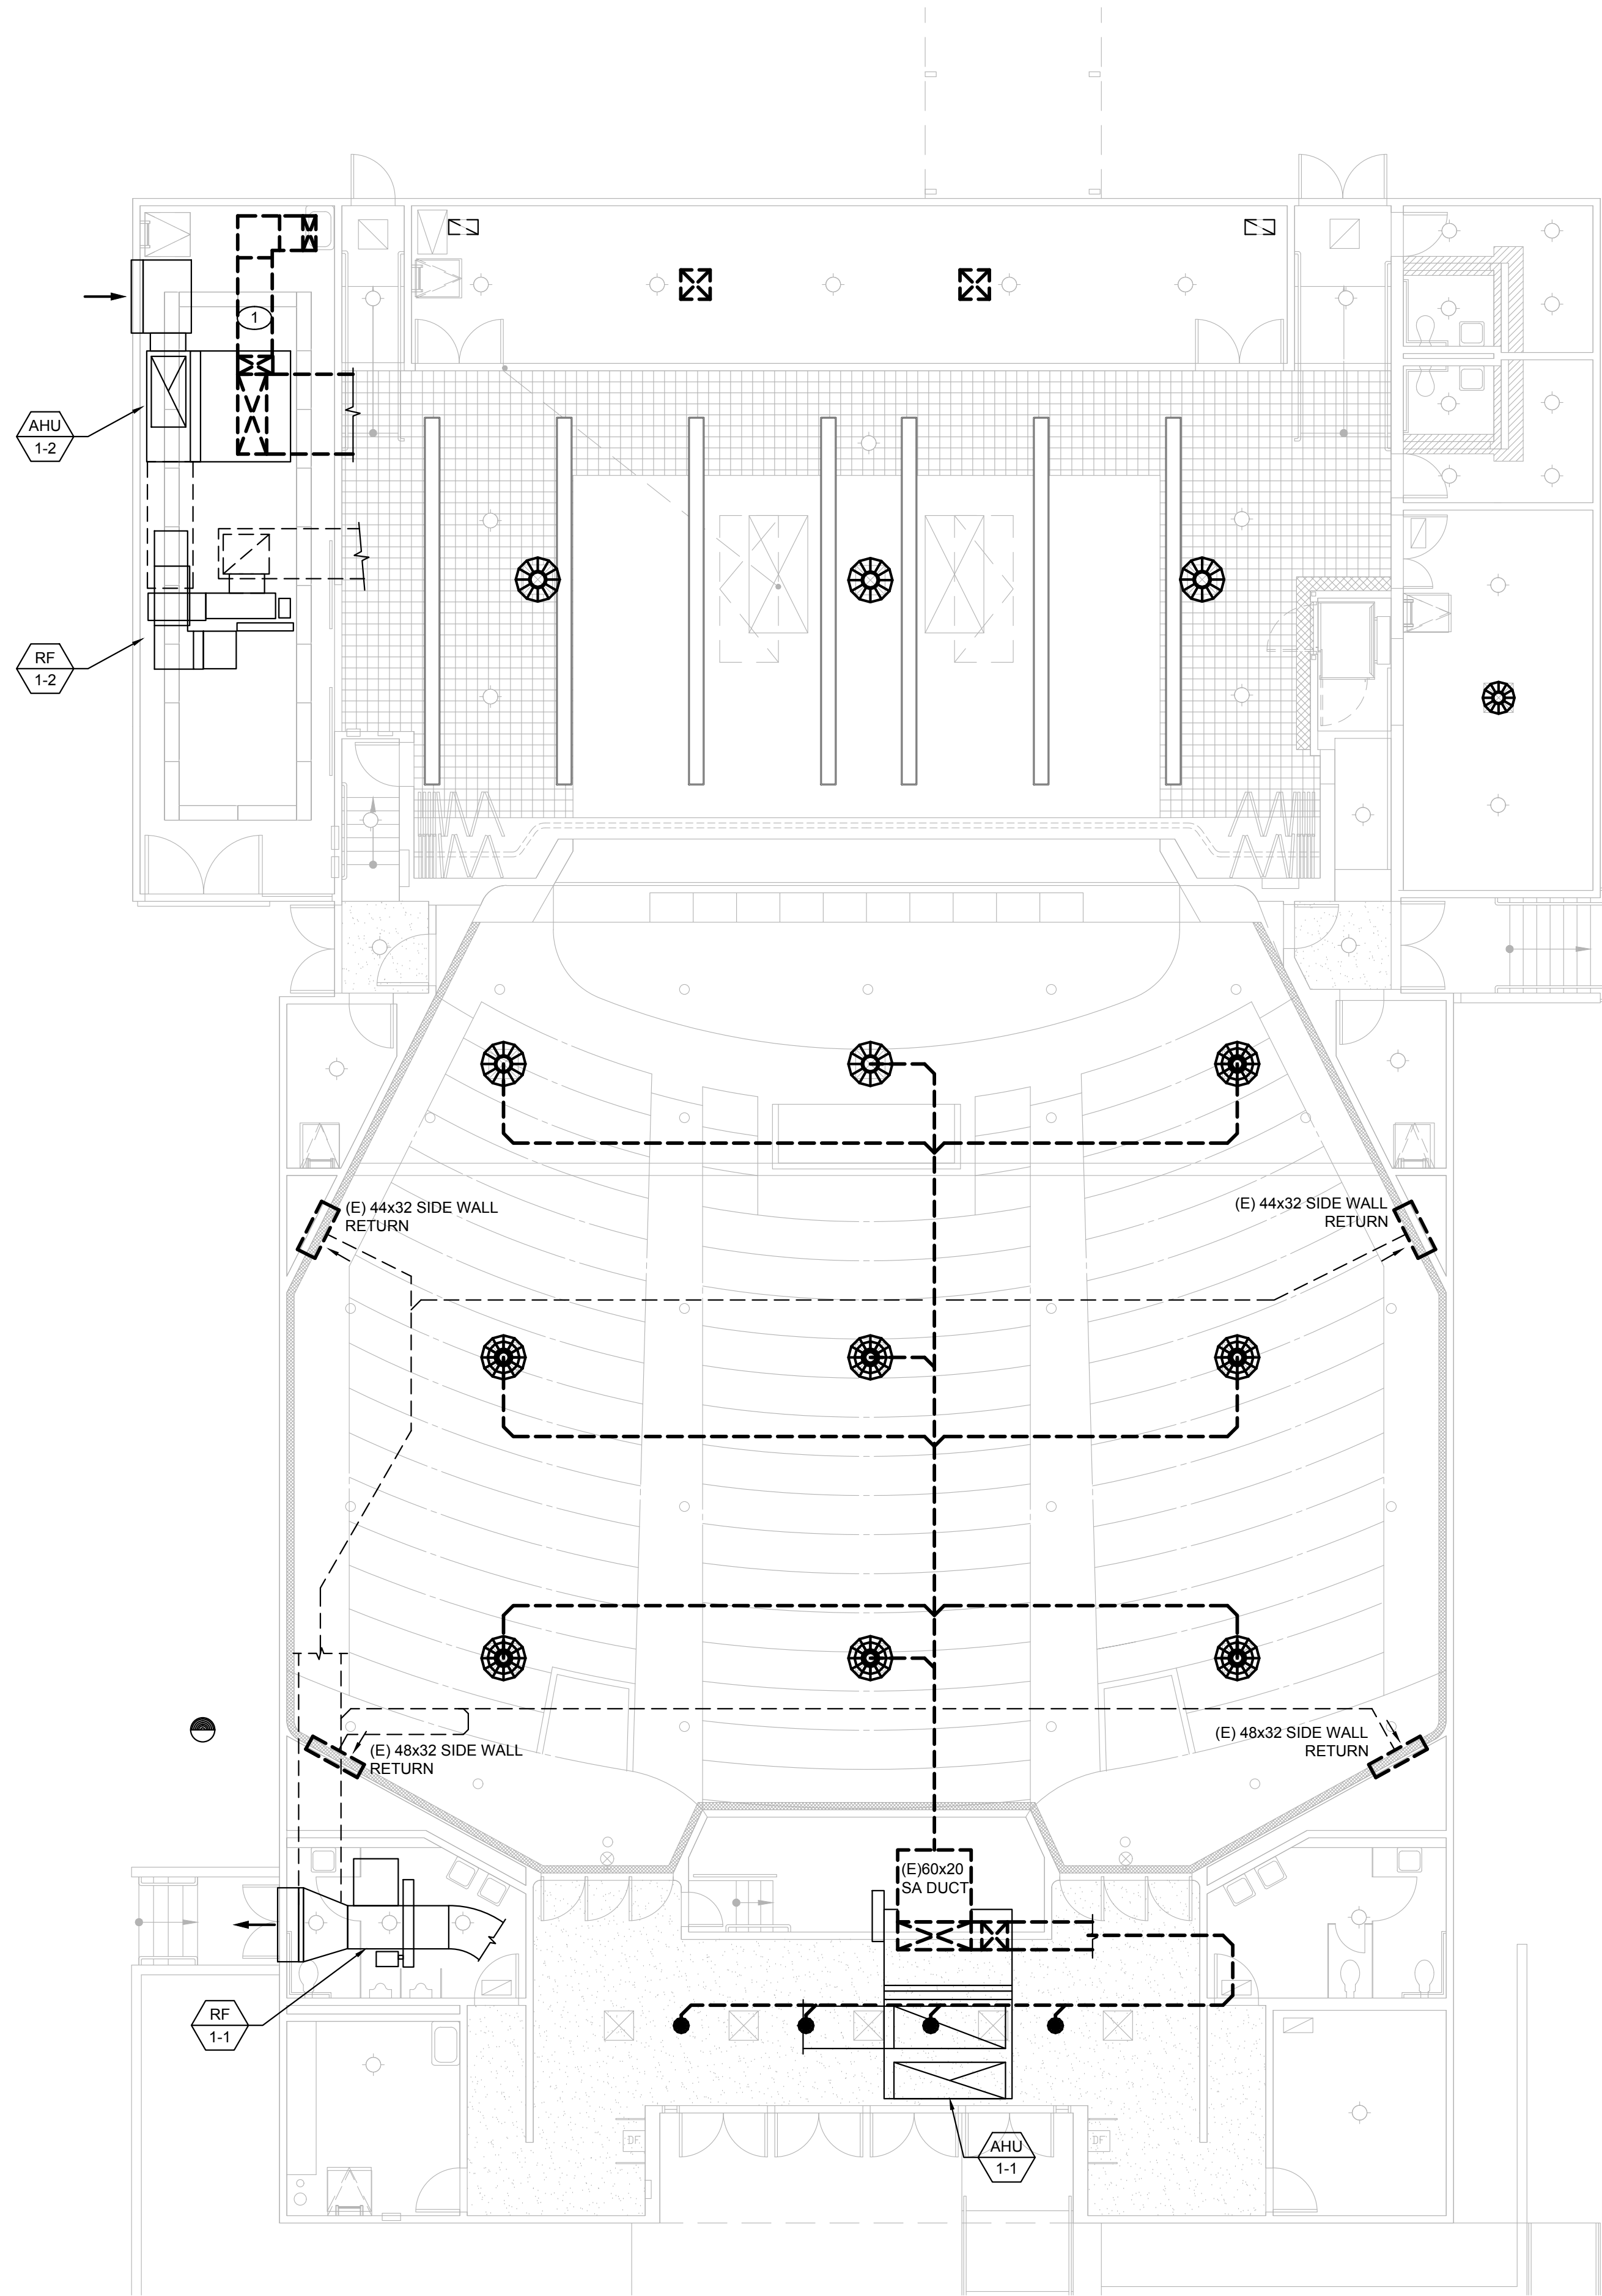 1
AHU
1-2
RF
1-2
(E) 44x32 SIDE WALL
RETURN
(E) 44x32 SIDE WALL
RETURN
(E) 48x32 SIDE WALL
RETURN
(E) 48x32 SIDE WALL
RETURN
(E)60x20
SA DUCT
RF
1-1
DF
DF
AHU
1-1